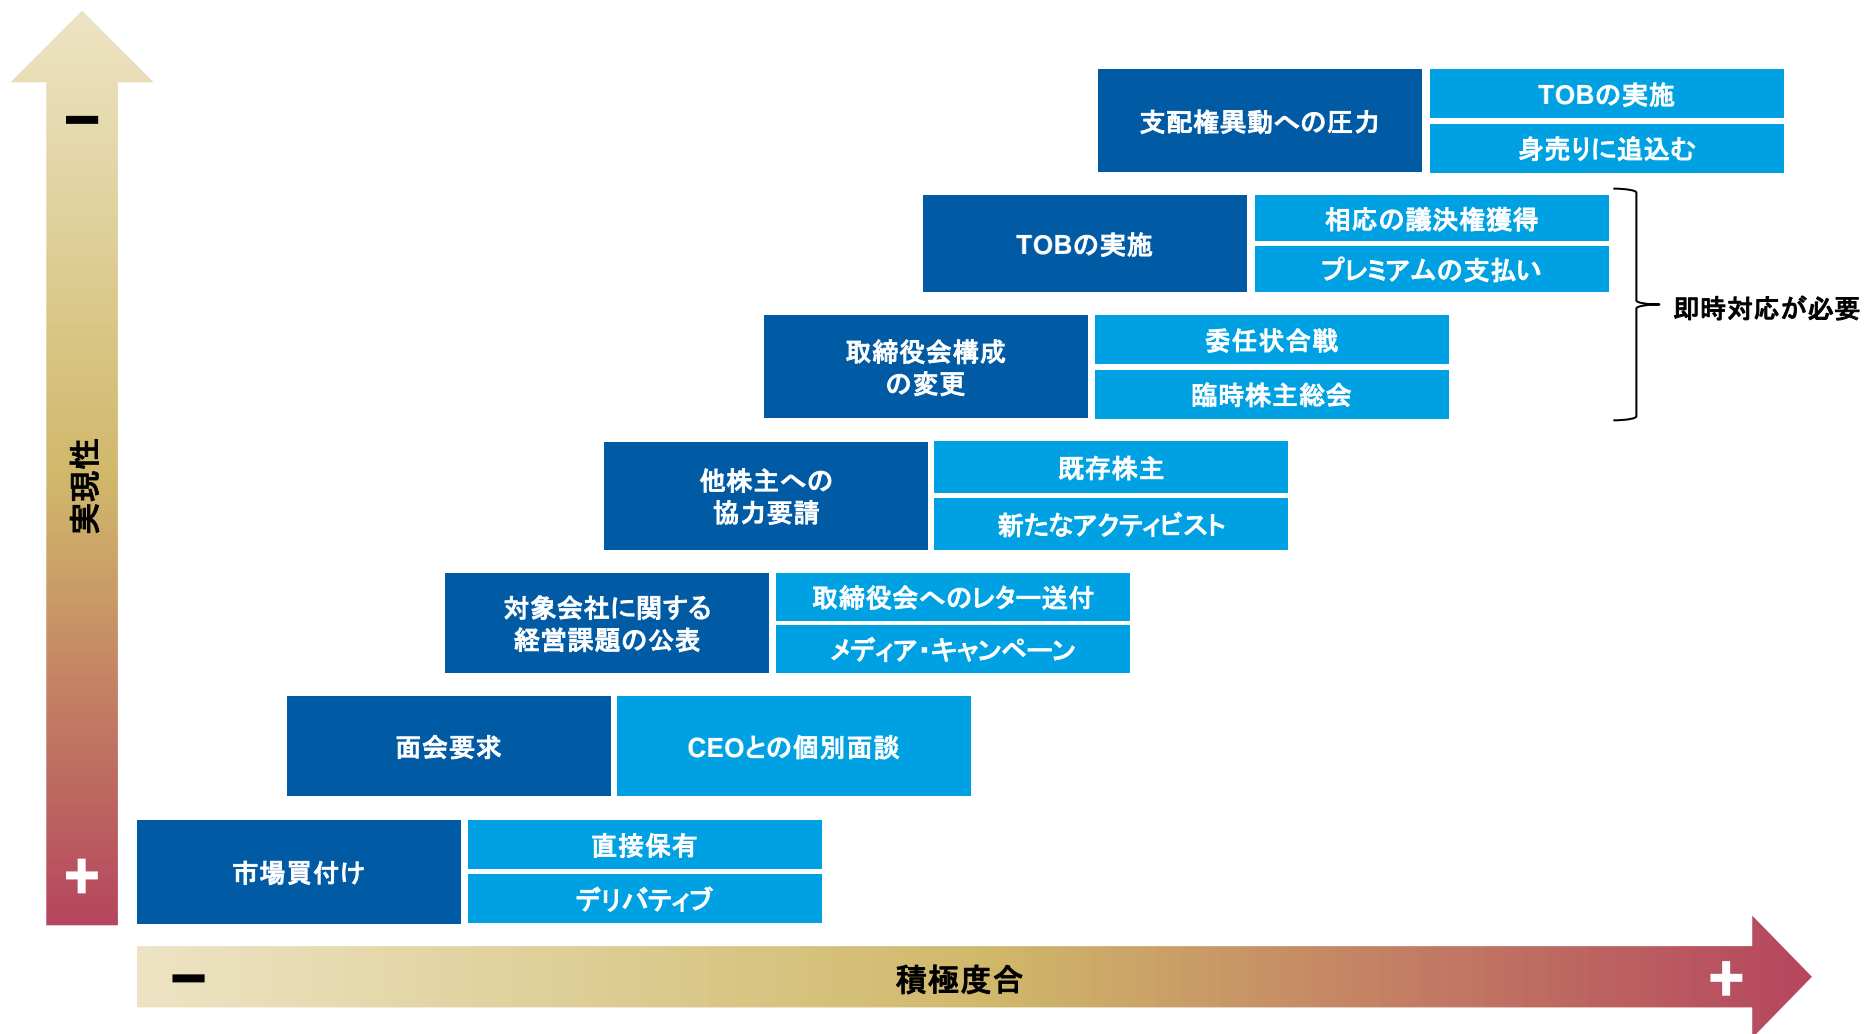 −
支配権異動への圧力
TOBの実施
身売りに追込む
TOBの実施
相応の議決権獲得
プレミアムの支払い
即時対応が必要
取締役会構成
の変更
委任状合戦
臨時株主総会
実現性
他株主への
協力要請
既存株主
新たなアクティビスト
対象会社に関する
経営課題の公表
取締役会へのレター送付
メディア・キャンペーン
面会要求
CEOとの個別面談
+
市場買付け
直接保有
デリバティブ
−
積極度合
+